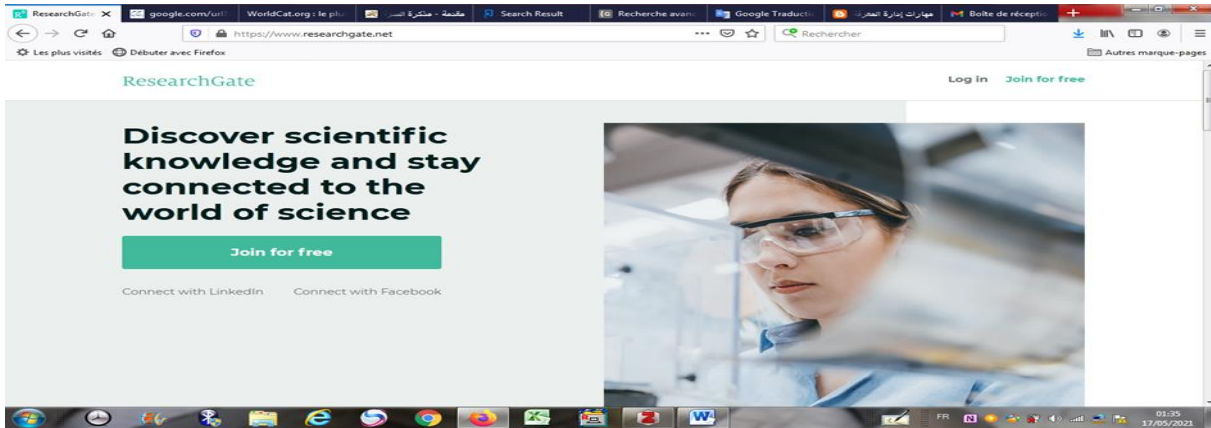 ResearchGate
google.com/url
WorldCat.org : le plu
مقدمة - مذكرة السر
Search Result
Recherche avanc
Google Traducti
مهارات إدارة المعرفة
Boîte de réceptio
https://www.researchgate.net
Rechercher
Les plus visités
Débuter avec Firefox
Autres marque-pages
ResearchGate
Log in
Join for free
Discover scientific
knowledge and stay
connected to the
world of science
Join for free
Connect with LinkedIn
Connect with Facebook
FR
01:35
17/05/2021